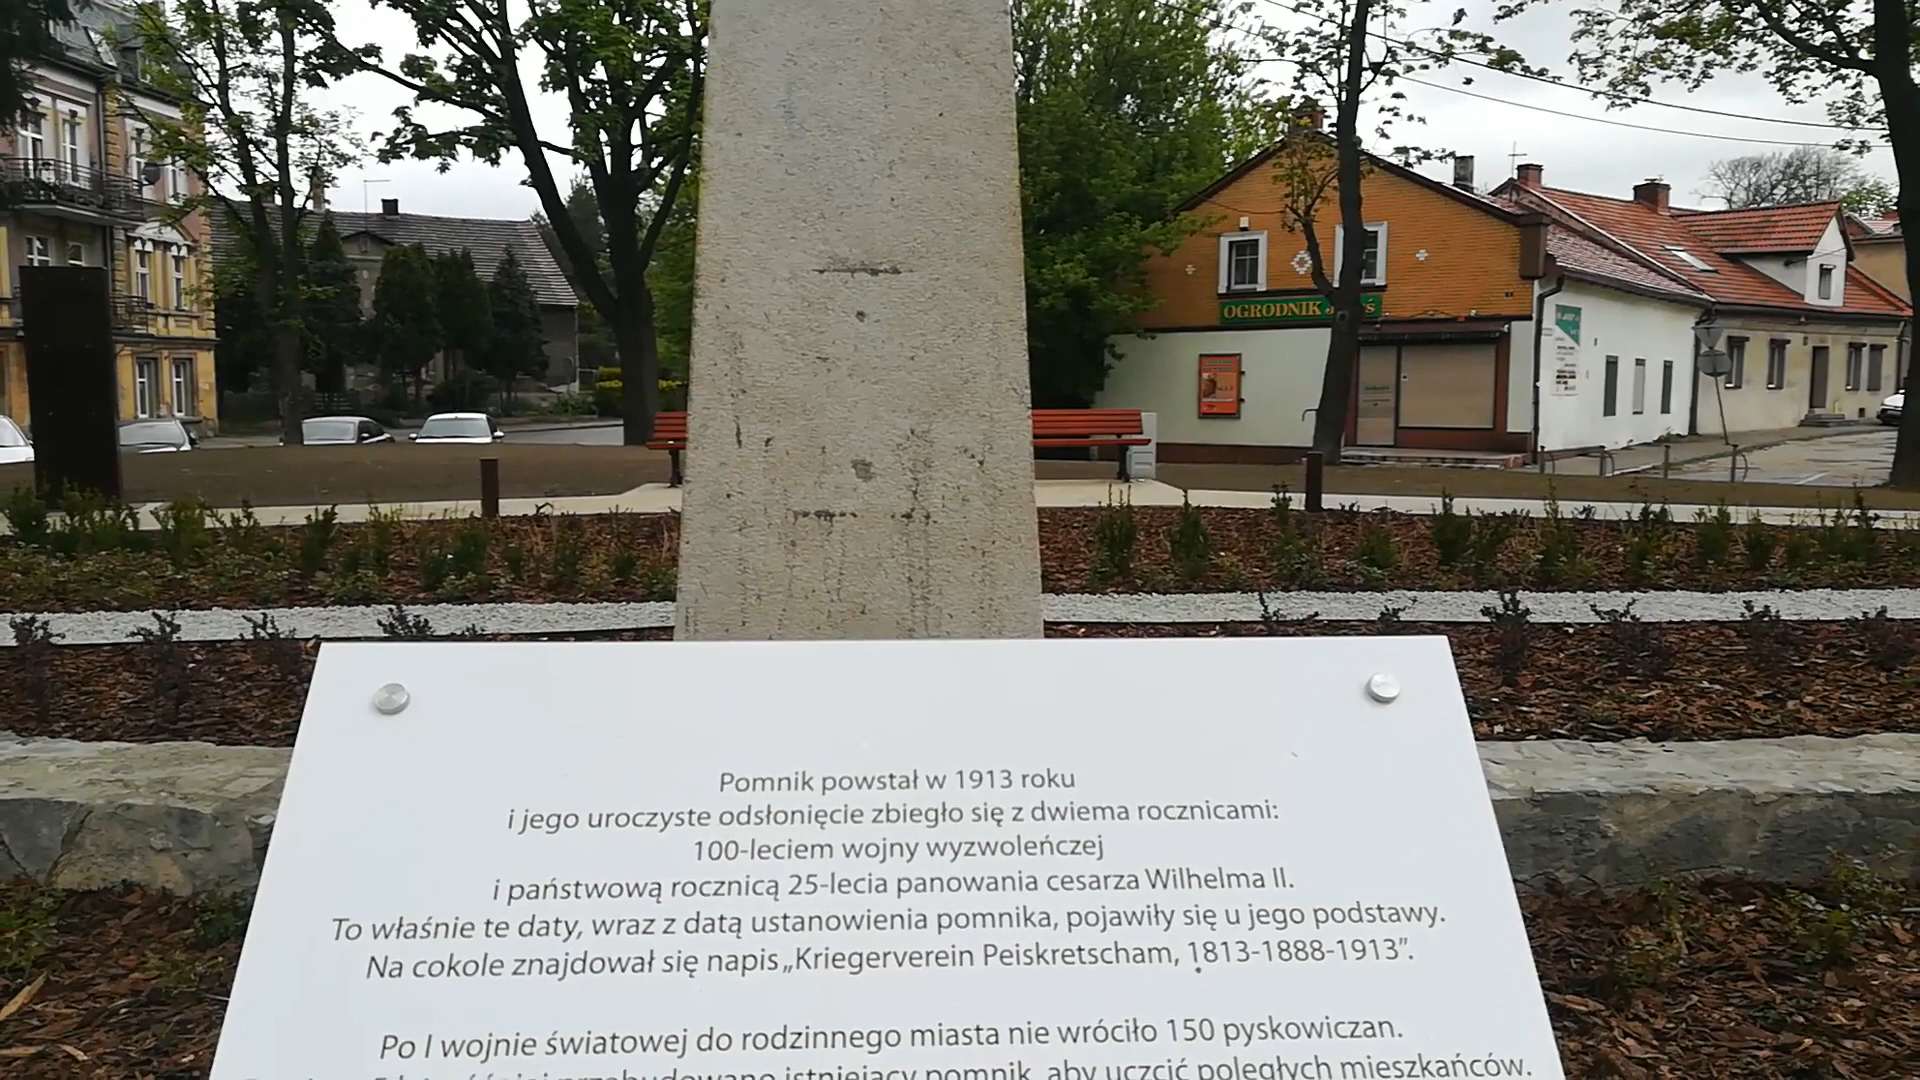 OGRODNIK
Pomnik powstał w 1913 roku
i jego uroczyste odsłonięcie zbiegło się z dwiema rocznicami:
100-leciem wojny wyzwoleńczej
i państwową rocznicą 25-lecia panowania cesarza Wilhelma II.
To właśnie te daty, wraz z datą ustanowienia pomnika, pojawiły się u jego podstawy.
Na cokole znajdował się napis „Kriegerverein Peiskretscham, 1813-1888-1913”.
Po I wojnie światowej do rodzinnego miasta nie wróciło 150 pyskowiczan.
przebudowano istniejący pomnik, aby uczcić poległych mieszkańców.